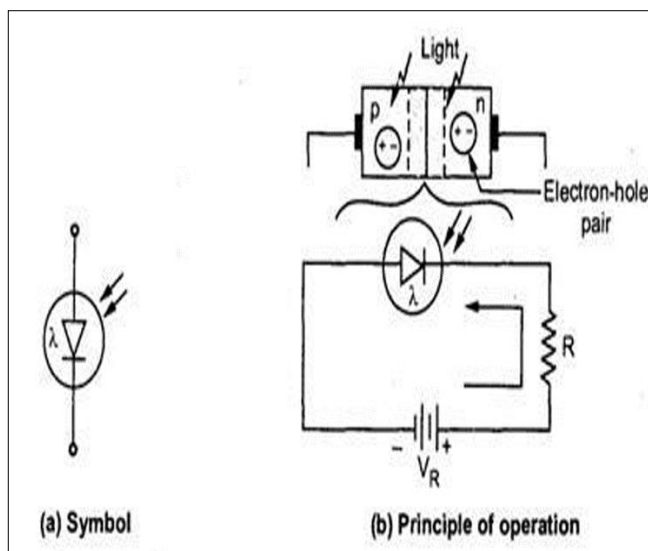 Light
p
n
+ -
+ -
Electron-hole
pair
λ
λ
R
- +
V_R
(a) Symbol
(b) Principle of operation